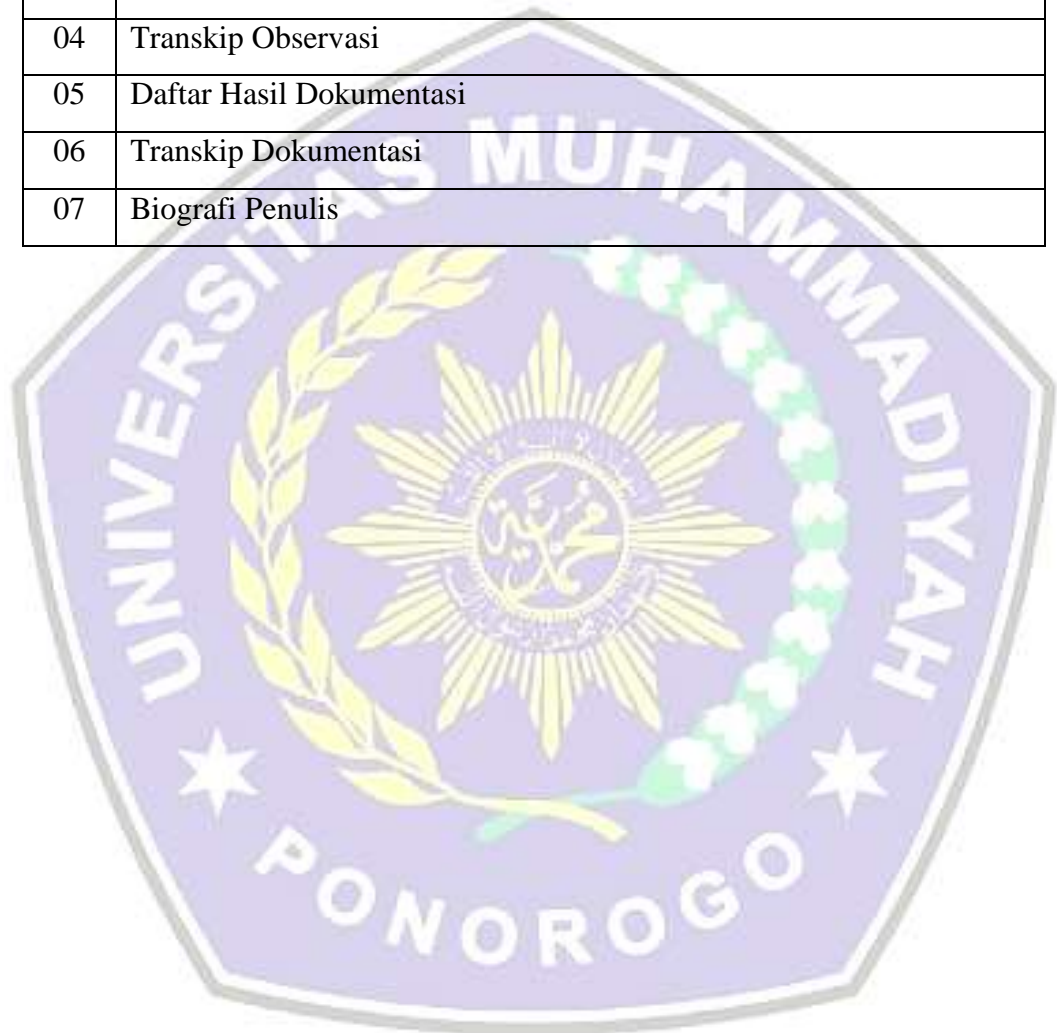 04 Transkip Observasi
05 Daftar Hasil Dokumentasi
06 Transkip Dokumentasi
07 Biografi Penulis
UNIVERSITAS MUHAMMADIYAH
PONOROGO